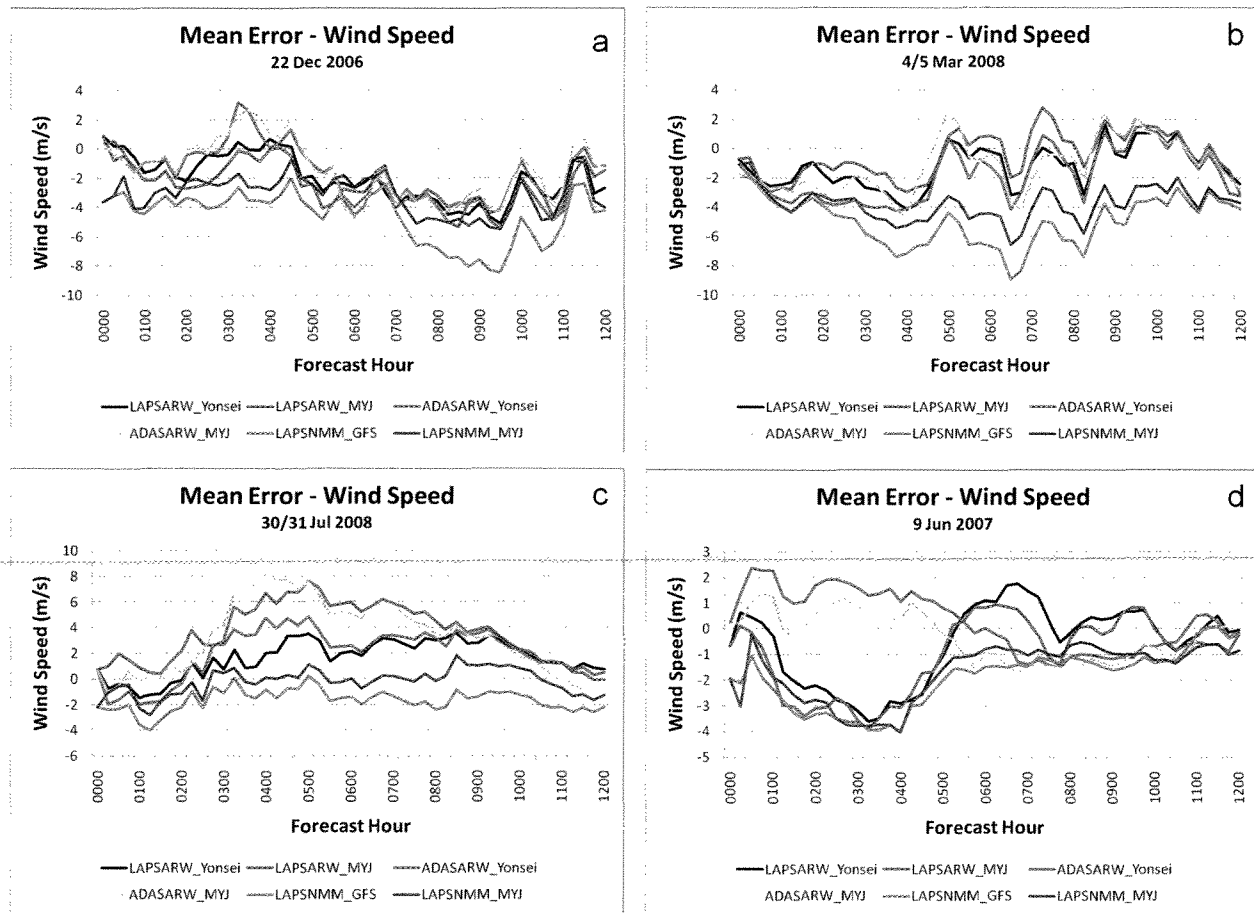 Mean Error - Wind Speed
a
22 Dec 2006
Wind Speed (m/s)
4
2
0
-2
-4
-6
-8
-10
0000 0100 0200 0300 0400 0500 0600 0700 0800 0900 1000 1100 1200
Forecast Hour
LAPSARW_Yonsei LAPSARW_MYJ ADASARW_Yonsei
ADASARW_MYJ LAPSNMM_GFS LAPSNMM_MYJ
Mean Error - Wind Speed
b
4/5 Mar 2008
Wind Speed (m/s)
4
2
0
-2
-4
-6
-8
-10
0000 0100 0200 0300 0400 0500 0600 0700 0800 0900 1000 1100 1200
Forecast Hour
LAPSARW_Yonsei LAPSARW_MYJ ADASARW_Yonsei
ADASARW_MYJ LAPSNMM_GFS LAPSNMM_MYJ
Mean Error - Wind Speed
c
30/31 Jul 2008
Wind Speed (m/s)
10
8
6
4
2
0
-2
-4
-6
0000 0100 0200 0300 0400 0500 0600 0700 0800 0900 1000 1100 1200
Forecast Hour
LAPSARW_Yonsei LAPSARW_MYJ ADASARW_Yonsei
ADASARW_MYJ LAPSNMM_GFS LAPSNMM_MYJ
Mean Error - Wind Speed
d
9 Jun 2007
Wind Speed (m/s)
3
2
1
0
-1
-2
-3
-4
-5
0000 0100 0200 0300 0400 0500 0600 0700 0800 0900 1000 1100 1200
Forecast Hour
LAPSARW_Yonsei LAPSARW_MYJ ADASARW_Yonsei
ADASARW_MYJ LAPSNMM_GFS LAPSNMM_MYJ